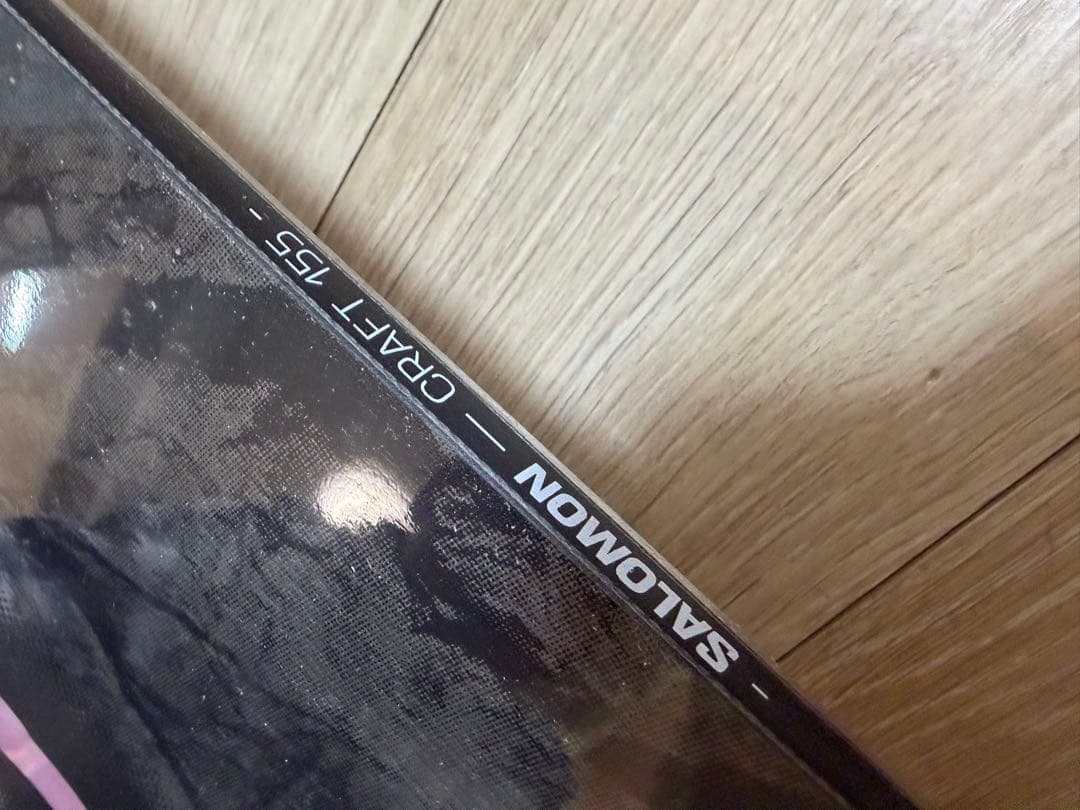 - SALOMON — CRAFT 155 -